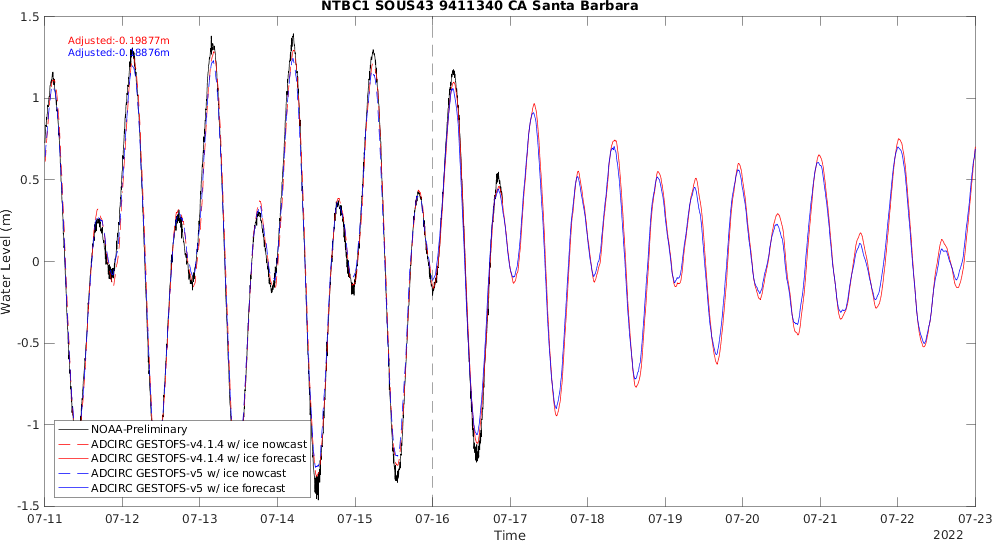 NTBC1 SOUS43 9411340 CA Santa Barbara
1.5
1
0.5
0
-0.5
-1
-1.5
Water Level (m)
Adjusted:-0.19877m
Adjusted:-0.18876m
NOAA-Preliminary
ADCIRC GESTOFS-v4.1.4 w/ ice nowcast
ADCIRC GESTOFS-v4.1.4 w/ ice forecast
ADCIRC GESTOFS-v5 w/ ice nowcast
ADCIRC GESTOFS-v5 w/ ice forecast
07-11 07-12 07-13 07-14 07-15 07-16 07-17 07-18 07-19 07-20 07-21 07-22 07-23
Time
2022